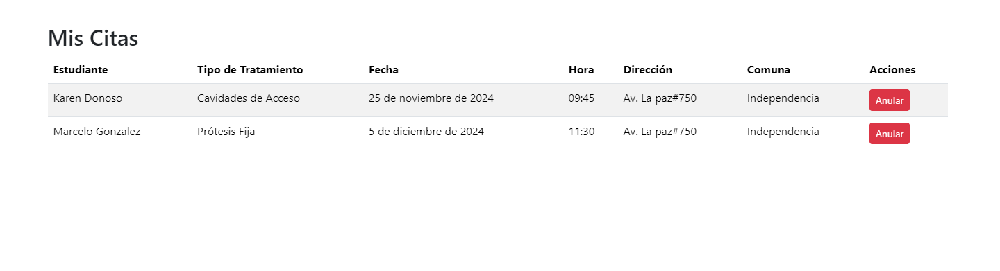 Mis Citas
Estudiante Tipo de Tratamiento Fecha Hora Dirección Comuna Acciones
Karen Donoso Cavidades de Acceso 25 de noviembre de 2024 09:45 Av. La paz#750 Independencia Anular
Marcelo Gonzalez Prótesis Fija 5 de diciembre de 2024 11:30 Av. La paz#750 Independencia Anular